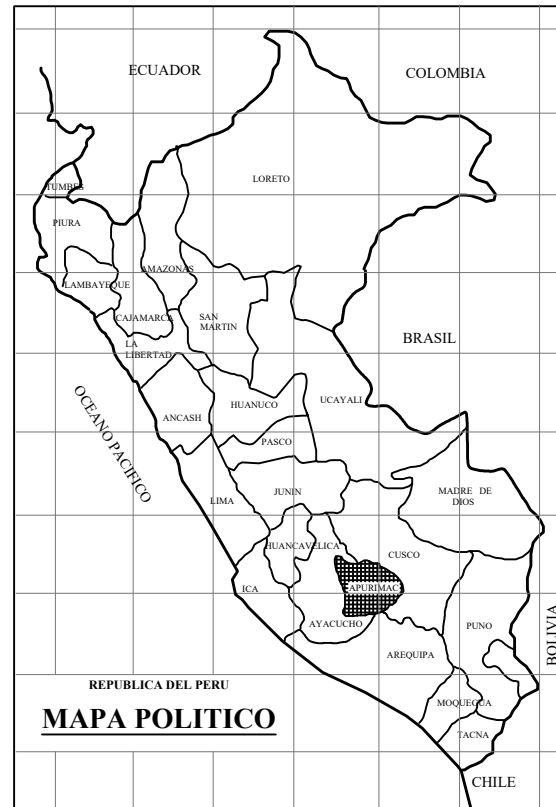 ECUADOR
COLOMBIA
LORETO
TUMBES
PIURA
AMAZONAS
LAMBAYEQUE
CAJAMARCA
SAN
MARTIN
LA
LIBERTAD
BRASIL
OCEANO PACIFICO
ANCASH
HUANUCO
UCAYALI
PASCO
LIMA
JUNIN
MADRE DE
DIOS
HUANCAVELICA
CUSCO
ICA
APURIMAC
AYACUCHO
PUNO
BOLIVIA
AREQUIPA
REPUBLICA DEL PERU
MAPA POLITICO
MOQUEGUA
TACNA
CHILE